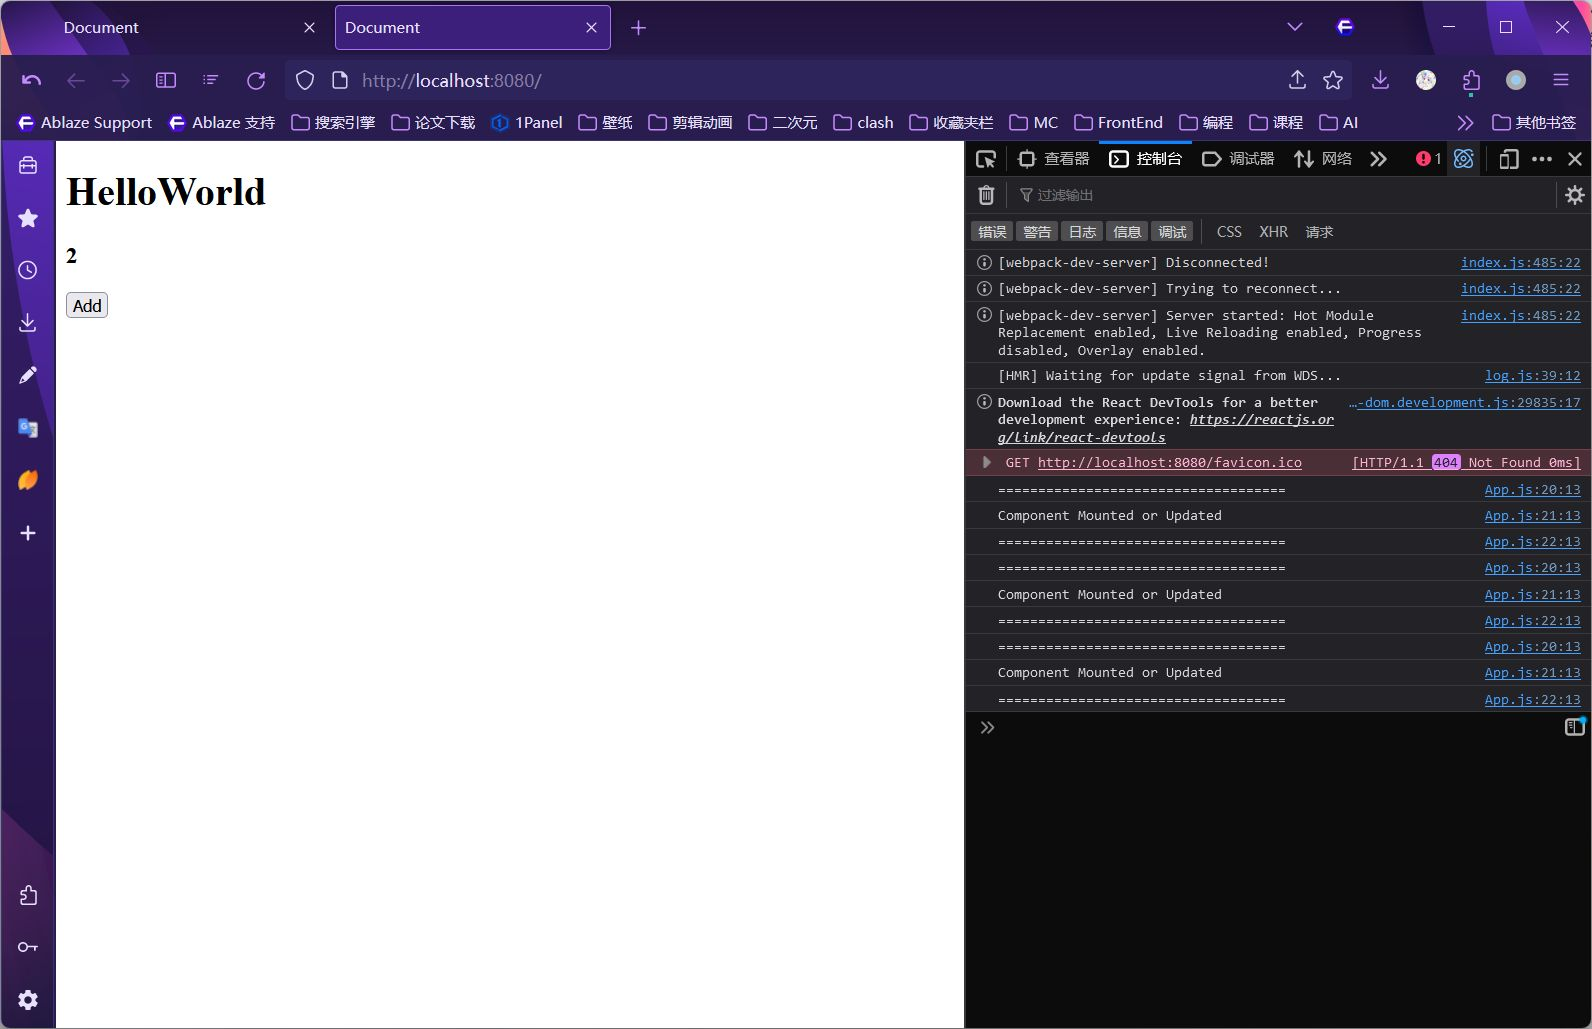 Document
Document
http://localhost:8080/
Ablaze Support
Ablaze 支持
搜索引擎
论文下载
1Panel
壁纸
剪辑动画
二次元
clash
收藏夹栏
MC
FrontEnd
编程
课程
AI
其他书签
HelloWorld
2
Add
查看器
控制台
调试器
网络
1
过滤输出
错误
警告
日志
信息
调试
CSS
XHR
请求
[webpack-dev-server] Disconnected! index.js:485:22
[webpack-dev-server] Trying to reconnect... index.js:485:22
[webpack-dev-server] Server started: Hot Module index.js:485:22
Replacement enabled, Live Reloading enabled, Progress
disabled, Overlay enabled.
[HMR] Waiting for update signal from WDS... log.js:39:12
Download the React DevTools for a better …-dom.development.js:29835:17
development experience: https://reactjs.or
g/link/react-devtools
GET http://localhost:8080/favicon.ico [HTTP/1.1 404 Not Found 0ms]
==================================== App.js:20:13
Component Mounted or Updated App.js:21:13
==================================== App.js:22:13
==================================== App.js:20:13
Component Mounted or Updated App.js:21:13
==================================== App.js:22:13
==================================== App.js:20:13
Component Mounted or Updated App.js:21:13
==================================== App.js:22:13